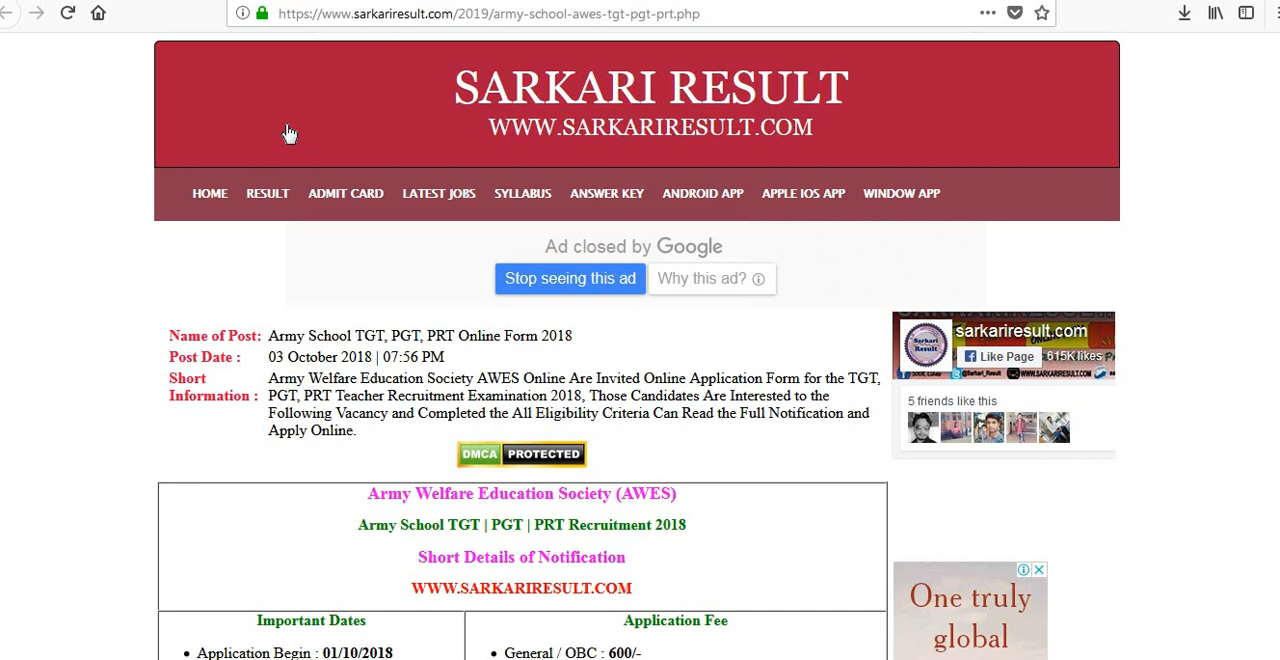 https://www.sarkariresult.com/2019/army-school-awes-tgt-pgt-prt.php
SARKARI RESULT
WWW.SARKARIRESULT.COM
HOME RESULT ADMIT CARD LATEST JOBS SYLLABUS ANSWER KEY ANDROID APP APPLE IOS APP WINDOW APP
Ad closed by Google
Stop seeing this ad Why this ad?
Name of Post: Army School TGT, PGT, PRT Online Form 2018
Post Date : 03 October 2018 | 07:56 PM
Short Information : Army Welfare Education Society AWES Online Are Invited Online Application Form for the TGT,
PGT, PRT Teacher Recruitment Examination 2018, Those Candidates Are Interested to the
Following Vacancy and Completed the All Eligibility Criteria Can Read the Full Notification and
Apply Online.
DMCA PROTECTED
sarkariresult.com
Sarkari Result
Like Page 615K likes
@Sarkari_Result WWW.SARKARIRESULT.COM
5 friends like this
Army Welfare Education Society (AWES)
Army School TGT | PGT | PRT Recruitment 2018
Short Details of Notification
WWW.SARKARIRESULT.COM
Important Dates
• Application Begin : 01/10/2018
Application Fee
• General / OBC : 600/-
One truly
global